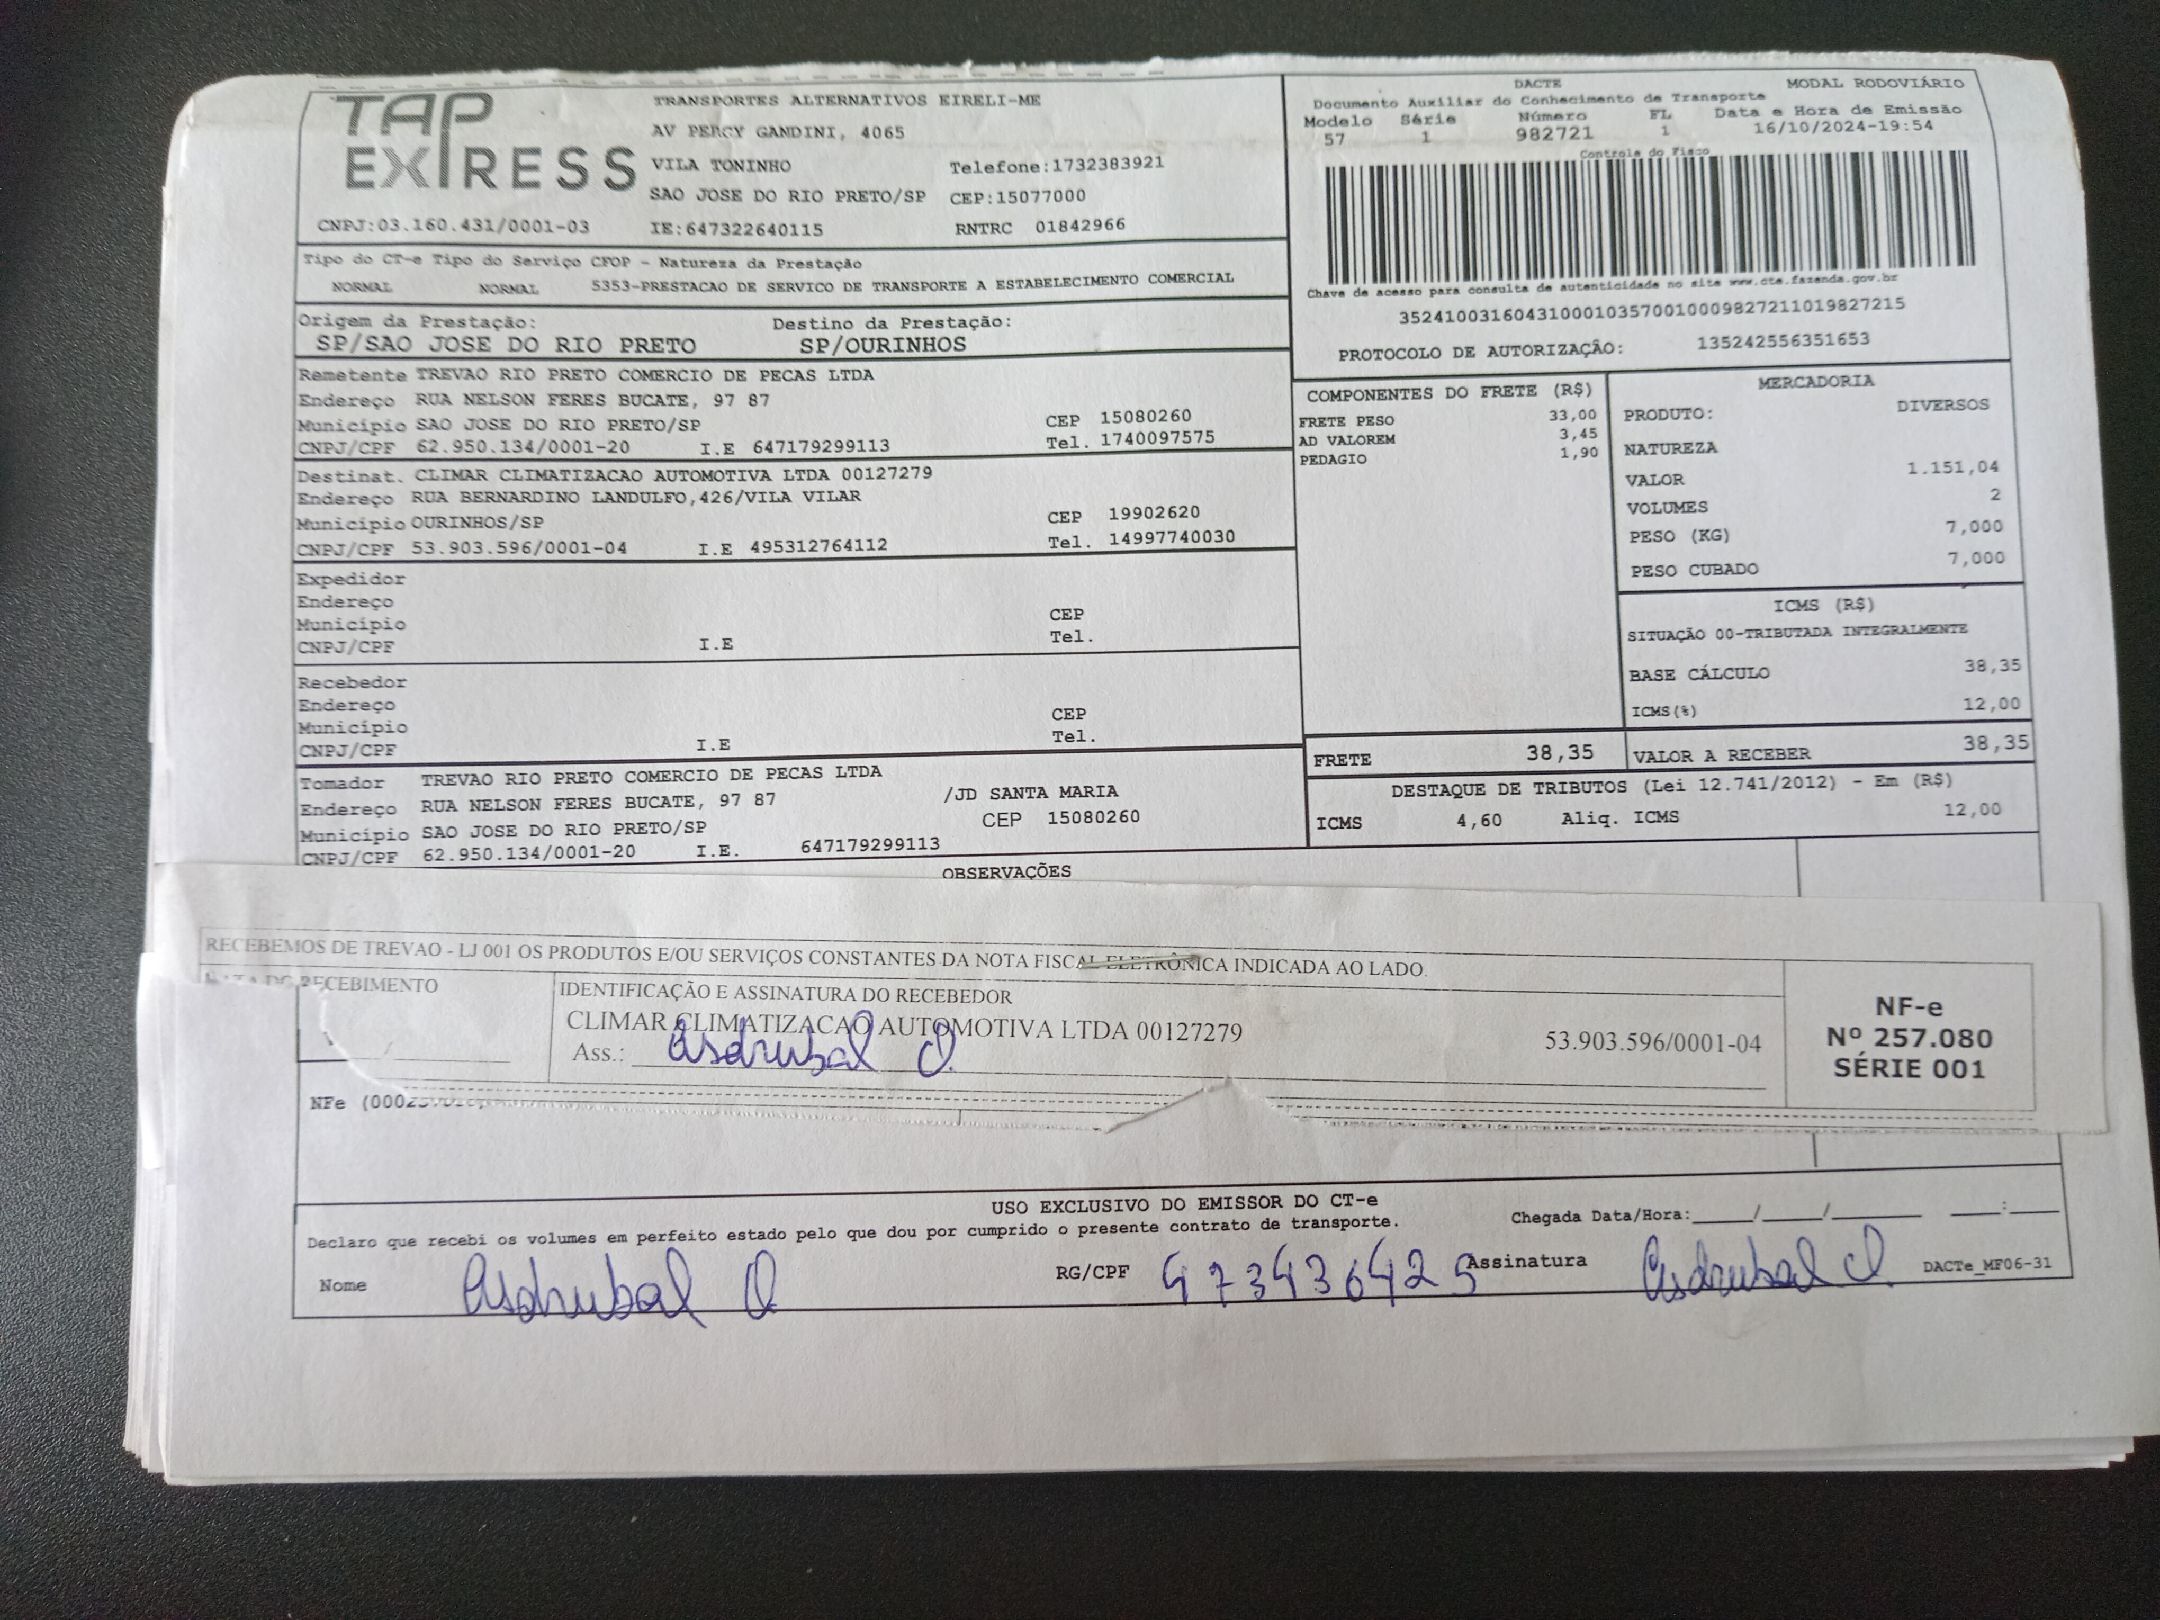 TAP EXPRESS
TRANSPORTES ALTERNATIVOS EIRELI-ME
AV PERCY GANDINI, 4065
VILA TONINHO Telefone:1732383921
SAO JOSE DO RIO PRETO/SP CEP:15077000
CNPJ:03.160.431/0001-03 IE:647322640115 RNTRC 01842966
DACTE MODAL RODOVIÁRIO
Documento Auxiliar do Conhecimento de Transporte
Modelo Série Número FL Data e Hora de Emissão
57 1 982721 1 16/10/2024-19:54
Controle do Fisco
Chave de acesso para consulta de autenticidade no site www.cte.fazenda.gov.br
35241003160431000103570010009827211019827215
PROTOCOLO DE AUTORIZAÇÂO: 135242556351653
Tipo do CT-e Tipo do Serviço CFOP - Natureza da Prestação
NORMAL NORMAL 5353-PRESTACAO DE SERVICO DE TRANSPORTE A ESTABELECIMENTO COMERCIAL
Origem da Prestação: Destino da Prestação:
SP/SAO JOSE DO RIO PRETO SP/OURINHOS
Remetente TREVAO RIO PRETO COMERCIO DE PECAS LTDA
Endereço RUA NELSON FERES BUCATE, 97 87
Município SAO JOSE DO RIO PRETO/SP CEP 15080260
CNPJ/CPF 62.950.134/0001-20 I.E 647179299113 Tel. 1740097575
Destinat. CLIMAR CLIMATIZACAO AUTOMOTIVA LTDA 00127279
Endereço RUA BERNARDINO LANDULFO,426/VILA VILAR
Município OURINHOS/SP CEP 19902620
CNPJ/CPF 53.903.596/0001-04 I.E 495312764112 Tel. 14997740030
Expedidor
Endereço
Município CEP
CNPJ/CPF I.E Tel.
Recebedor
Endereço
Município CEP
CNPJ/CPF I.E Tel.
Tomador TREVAO RIO PRETO COMERCIO DE PECAS LTDA
Endereço RUA NELSON FERES BUCATE, 97 87 /JD SANTA MARIA
Município SAO JOSE DO RIO PRETO/SP CEP 15080260
CNPJ/CPF 62.950.134/0001-20 I.E. 647179299113
COMPONENTES DO FRETE (R$)
FRETE PESO 33,00
AD VALOREM 3,45
PEDAGIO 1,90
MERCADORIA
PRODUTO: DIVERSOS
NATUREZA
VALOR 1.151,04
VOLUMES 2
PESO (KG) 7,000
PESO CUBADO 7,000
ICMS (R$)
SITUAÇÃO 00-TRIBUTADA INTEGRALMENTE
BASE CÁLCULO 38,35
ICMS(%) 12,00
FRETE 38,35 VALOR A RECEBER 38,35
DESTAQUE DE TRIBUTOS (Lei 12.741/2012) - Em (R$)
ICMS 4,60 Aliq. ICMS 12,00
OBSERVAÇÕES
RECEBEMOS DE TREVAO - LJ 001 OS PRODUTOS E/OU SERVIÇOS CONSTANTES DA NOTA FISCAL ELETRÔNICA INDICADA AO LADO.
DATA DO RECEBIMENTO IDENTIFICAÇÃO E ASSINATURA DO RECEBEDOR
CLIMAR CLIMATIZACAO AUTOMOTIVA LTDA 00127279 53.903.596/0001-04
Ass.: Asdrubal O.
NF-e
Nº 257.080
SÉRIE 001
NFe
USO EXCLUSIVO DO EMISSOR DO CT-e
Declaro que recebi os volumes em perfeito estado pelo que dou por cumprido o presente contrato de transporte. Chegada Data/Hora:____/____/______ ____:____
Nome Asdrubal O RG/CPF 473436425 Assinatura Asdrubal O. DACTe_MF06-31